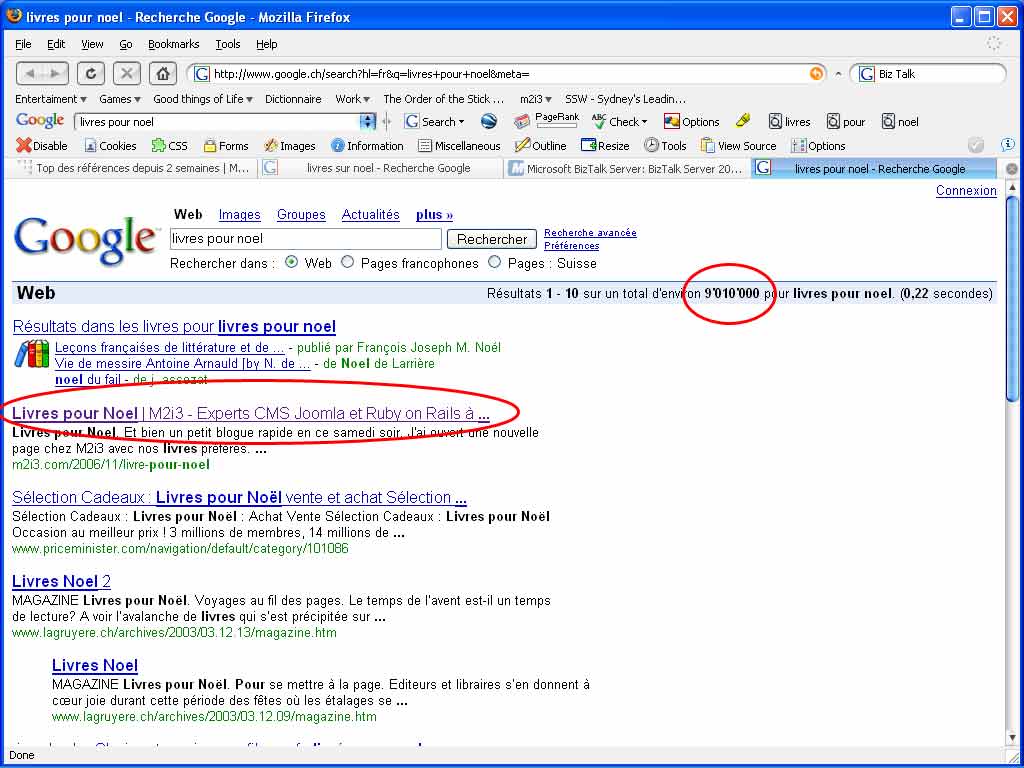 livres pour noel - Recherche Google - Mozilla Firefox
File Edit View Go Bookmarks Tools Help
G http://www.google.ch/search?hl=fr&q=livres+pour+noel&meta= G Biz Talk
Entertaiment Games Good things of Life Dictionnaire Work The Order of the Stick ... m2i3 SSW - Sydney's Leadin...
Google livres pour noel G Search PageRank ABC Check Options livres pour noel
Disable Cookies CSS Forms Images Information Miscellaneous Outline Resize Tools View Source Options
Top des références depuis 2 semaines | M... G livres sur noel - Recherche Google Microsoft BizTalk Server: BizTalk Server 20... G livres pour noel - Recherche Google
Connexion
Web Images Groupes Actualités plus »
Google
livres pour noel Rechercher Recherche avancée
Préférences
Rechercher dans : Web Pages francophones Pages : Suisse
Web Résultats 1 - 10 sur un total d'environ 9'010'000 pour livres pour noel. (0,22 secondes)
Résultats dans les livres pour livres pour noel
Leçons françaiśes de littérature et de ... - publié par François Joseph M. Noël
Vie de messire Antoine Arnauld [by N. de ... - de Noel de Larrière
noel du fail - de j. assezat
Livres pour Noel | M2i3 - Experts CMS Joomla et Ruby on Rails à ...
Livres pour Noel. Et bien un petit blogue rapide en ce samedi soir. J'ai ouvert une nouvelle
page chez M2i3 avec nos livres préférés. ...
m2i3.com/2006/11/livre-pour-noel
Sélection Cadeaux : Livres pour Noël vente et achat Sélection ...
Sélection Cadeaux : Livres pour Noël : Achat Vente Sélection Cadeaux : Livres pour Noël
Occasion au meilleur prix ! 3 millions de membres, 14 millions de ...
www.priceminister.com/navigation/default/category/101086
Livres Noel 2
MAGAZINE Livres pour Noël. Voyages au fil des pages. Le temps de l'avent est-il un temps
de lecture? A voir l'avalanche de livres qui s'est précipitée sur ...
www.lagruyere.ch/archives/2003/03.12.13/magazine.htm
Livres Noel
MAGAZINE Livres pour Noël. Pour se mettre à la page. Editeurs et libraires s'en donnent à
cœur joie durant cette période des fêtes où les étalages se ...
www.lagruyere.ch/archives/2003/03.12.09/magazine.htm
Done